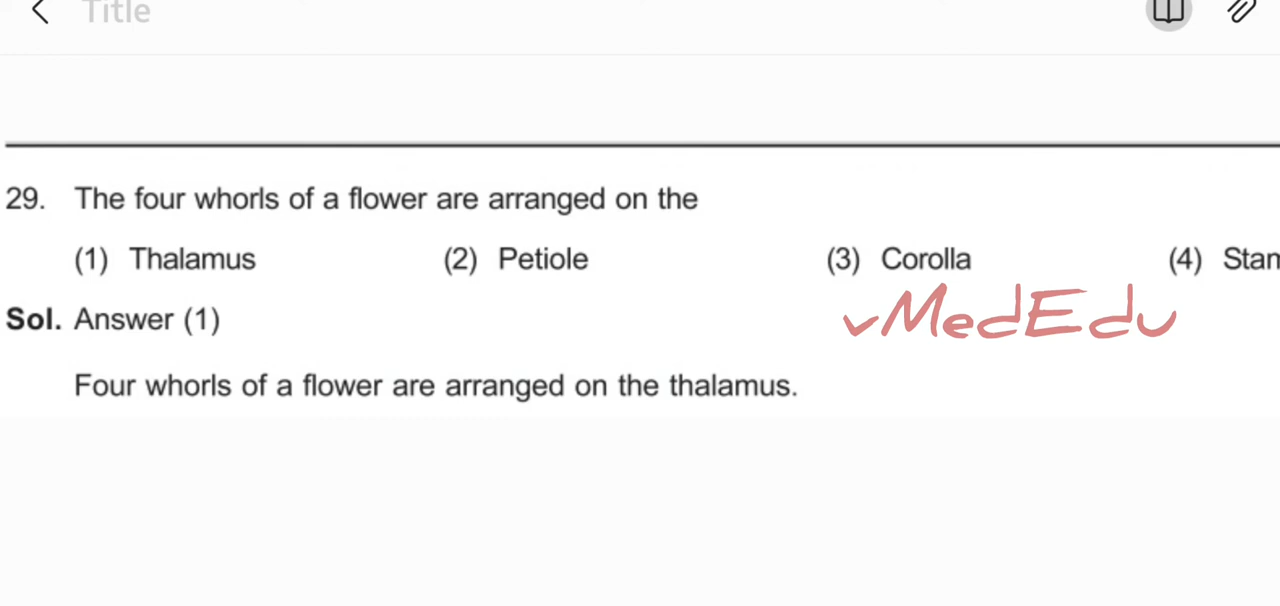 Title
29. The four whorls of a flower are arranged on the
(1) Thalamus (2) Petiole (3) Corolla (4) Stam
Sol. Answer (1)
vMedEdu
Four whorls of a flower are arranged on the thalamus.